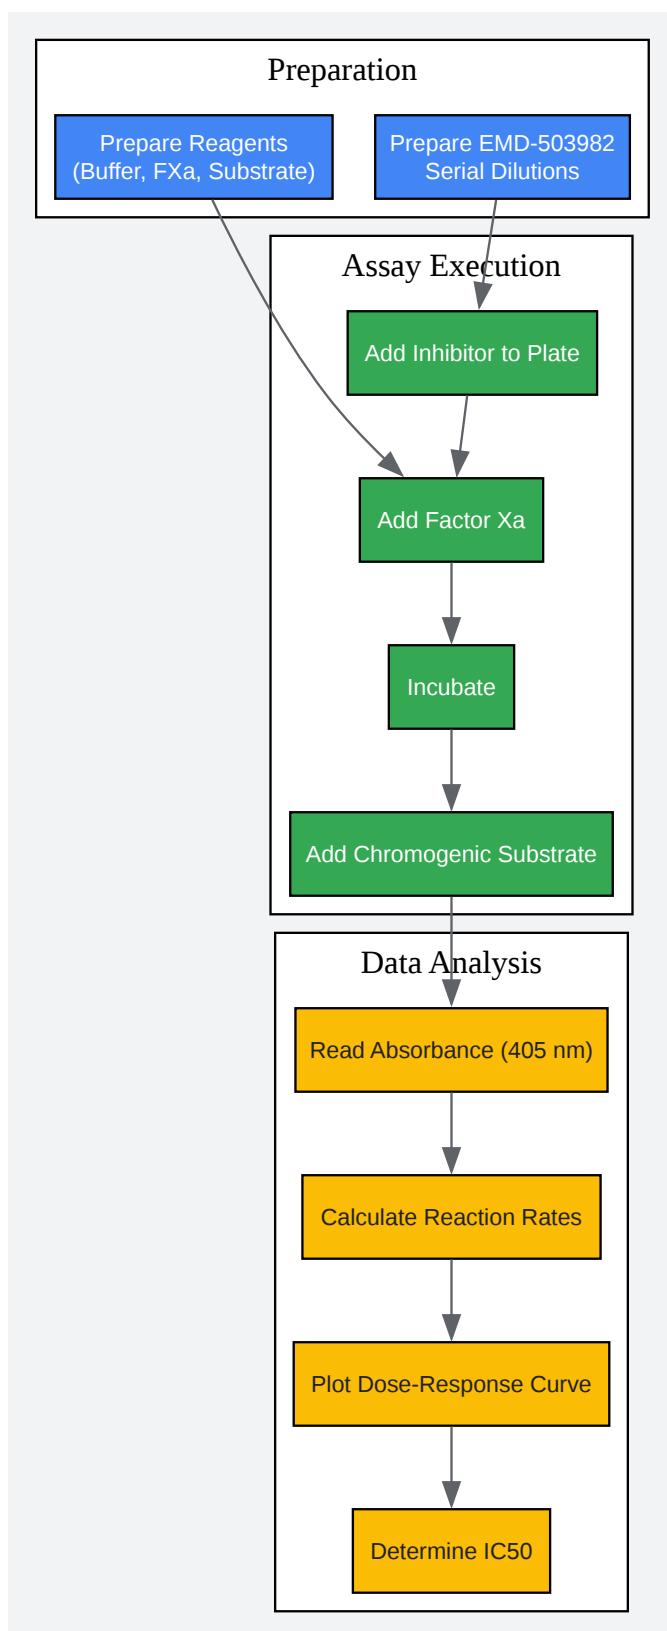 Preparation
Prepare Reagents
(Buffer, FXa, Substrate)
Prepare EMD-503982
Serial Dilutions
Assay Execution
Add Inhibitor to Plate
Add Factor Xa
Incubate
Add Chromogenic Substrate
Data Analysis
Read Absorbance (405 nm)
Calculate Reaction Rates
Plot Dose-Response Curve
Determine IC50